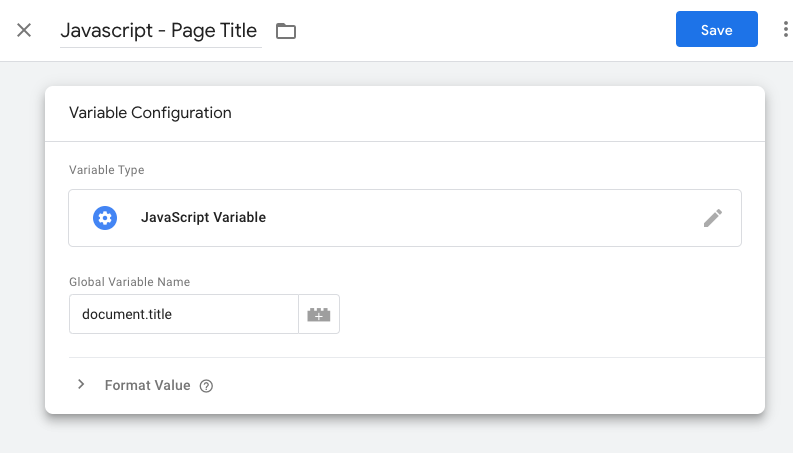 Javascript - Page Title
Save
Variable Configuration
Variable Type
JavaScript Variable
Global Variable Name
document.title
Format Value